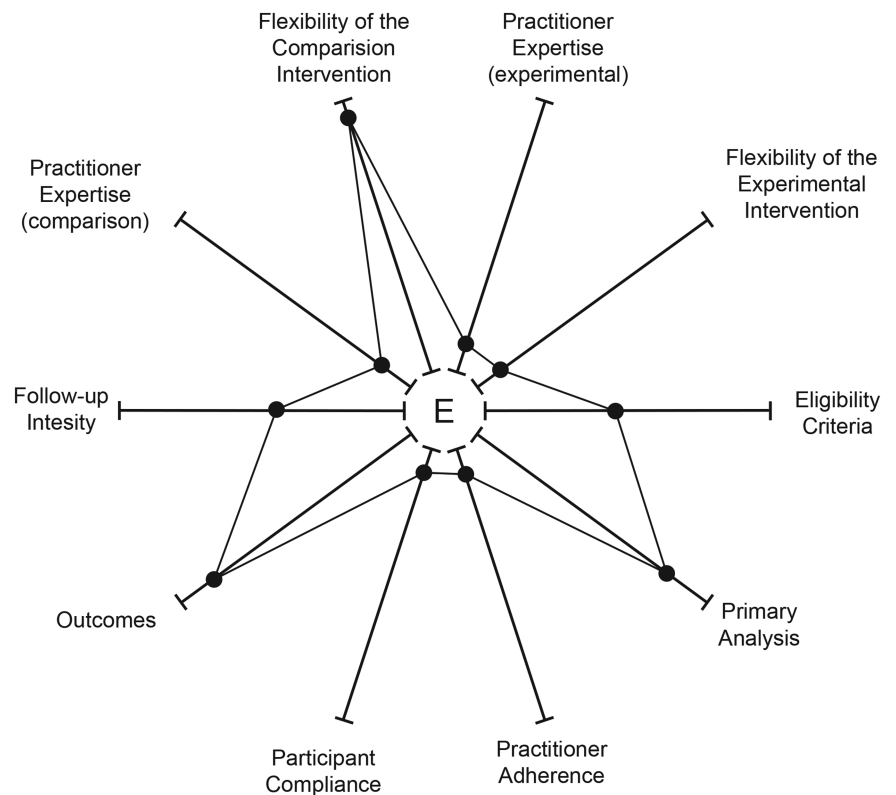 Flexibility of the
Comparision
Intervention
Practitioner
Expertise
(experimental)
Flexibility of the
Experimental
Intervention
Practitioner
Expertise
(comparison)
Follow-up
Intesity
E
Eligibility
Criteria
Outcomes
Primary
Analysis
Participant
Compliance
Practitioner
Adherence